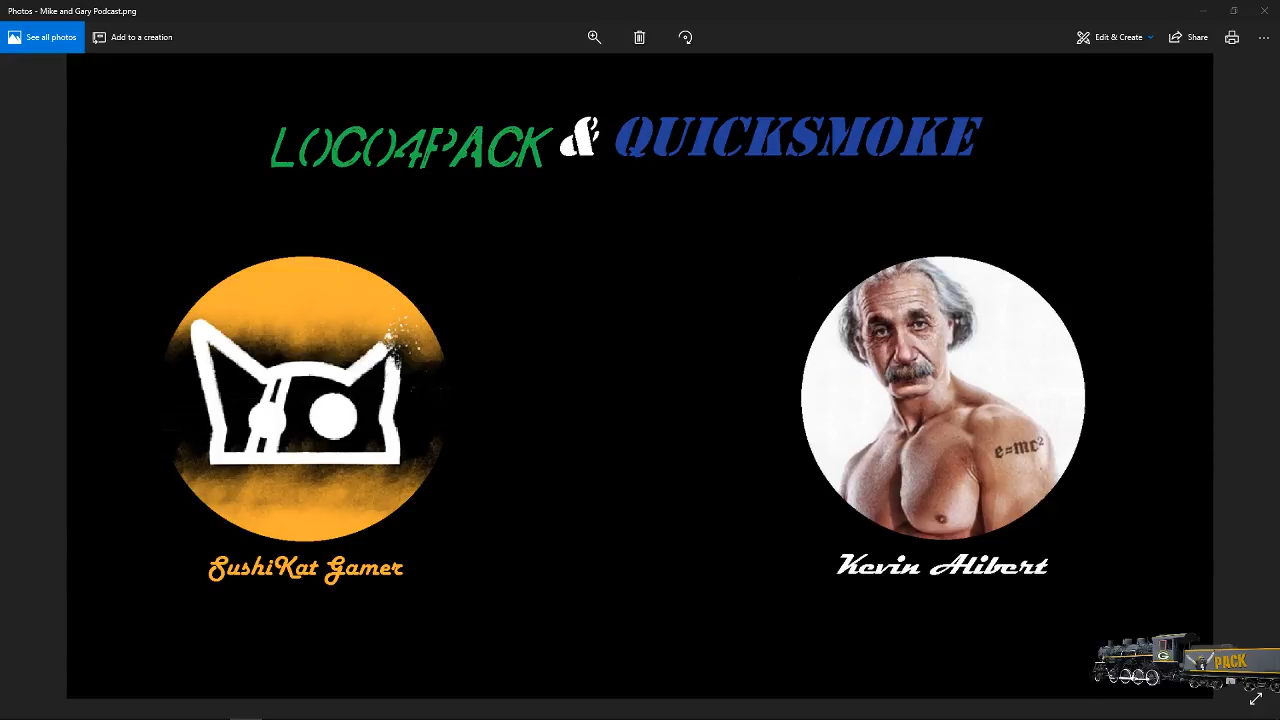 Photos - Mike and Gary Podcast.png
See all photos
Add to a creation
Edit & Create
Share
LOCO4PACK & QUICKSMOKE
e=mc²
SushiKat Gamer
Kevin Alibert
G
PACK